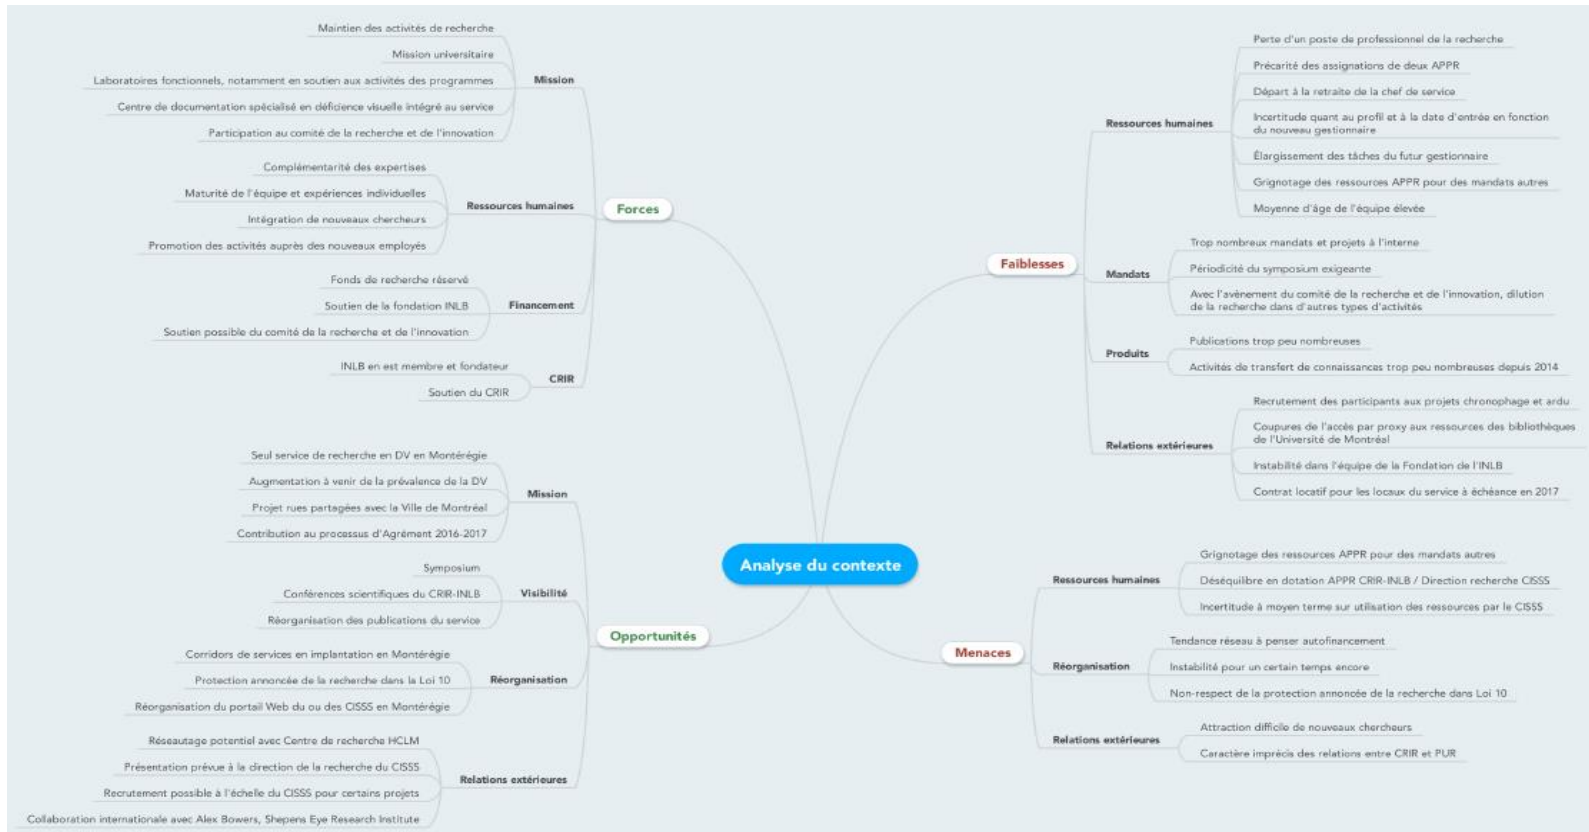 Analyse du contexte
Forces
Mission
Maintien des activités de recherche
Mission universitaire
Laboratoires fonctionnels, notamment en soutien aux activités des programmes
Centre de documentation spécialisé en déficience visuelle intégré au service
Participation au comité de la recherche et de l'innovation
Ressources humaines
Complémentarité des expertises
Maturité de l'équipe et expériences individuelles
Intégration de nouveaux chercheurs
Promotion des activités auprès des nouveaux employés
Financement
Fonds de recherche réservé
Soutien de la fondation INLB
Soutien possible du comité de la recherche et de l'innovation
CRIR
INLB en est membre et fondateur
Soutien du CRIR
Opportunités
Mission
Seul service de recherche en DV en Montérégie
Augmentation à venir de la prévalence de la DV
Projet rues partagées avec la Ville de Montréal
Contribution au processus d'Agrément 2016-2017
Visibilité
Symposium
Conférences scientifiques du CRIR-INLB
Réorganisation des publications du service
Réorganisation
Corridors de services en implantation en Montérégie
Protection annoncée de la recherche dans la Loi 10
Réorganisation du portail Web du ou des CISSS en Montérégie
Relations extérieures
Réseautage potentiel avec Centre de recherche HCLM
Présentation prévue à la direction de la recherche du CISSS
Recrutement possible à l'échelle du CISSS pour certains projets
Collaboration internationale avec Alex Bowers, Shepens Eye Research Institute
Faiblesses
Ressources humaines
Perte d'un poste de professionnel de la recherche
Précarité des assignations de deux APPR
Départ à la retraite de la chef de service
Incertitude quant au profil et à la date d'entrée en fonction
du nouveau gestionnaire
Élargissement des tâches du futur gestionnaire
Grignotage des ressources APPR pour des mandats autres
Moyenne d'âge de l'équipe élevée
Mandats
Trop nombreux mandats et projets à l'interne
Périodicité du symposium exigeante
Avec l'avènement du comité de la recherche et de l'innovation, dilution
de la recherche dans d'autres types d'activités
Produits
Publications trop peu nombreuses
Activités de transfert de connaissances trop peu nombreuses depuis 2014
Relations extérieures
Recrutement des participants aux projets chronophage et ardu
Coupures de l'accès par proxy aux ressources des bibliothèques
de l'Université de Montréal
Instabilité dans l'équipe de la Fondation de l'INLB
Contrat locatif pour les locaux du service à échéance en 2017
Menaces
Ressources humaines
Grignotage des ressources APPR pour des mandats autres
Déséquilibre en dotation APPR CRIR-INLB / Direction recherche CISSS
Incertitude à moyen terme sur utilisation des ressources par le CISSS
Réorganisation
Tendance réseau à penser autofinancement
Instabilité pour un certain temps encore
Non-respect de la protection annoncée de la recherche dans Loi 10
Relations extérieures
Attraction difficile de nouveaux chercheurs
Caractère imprécis des relations entre CRIR et PUR